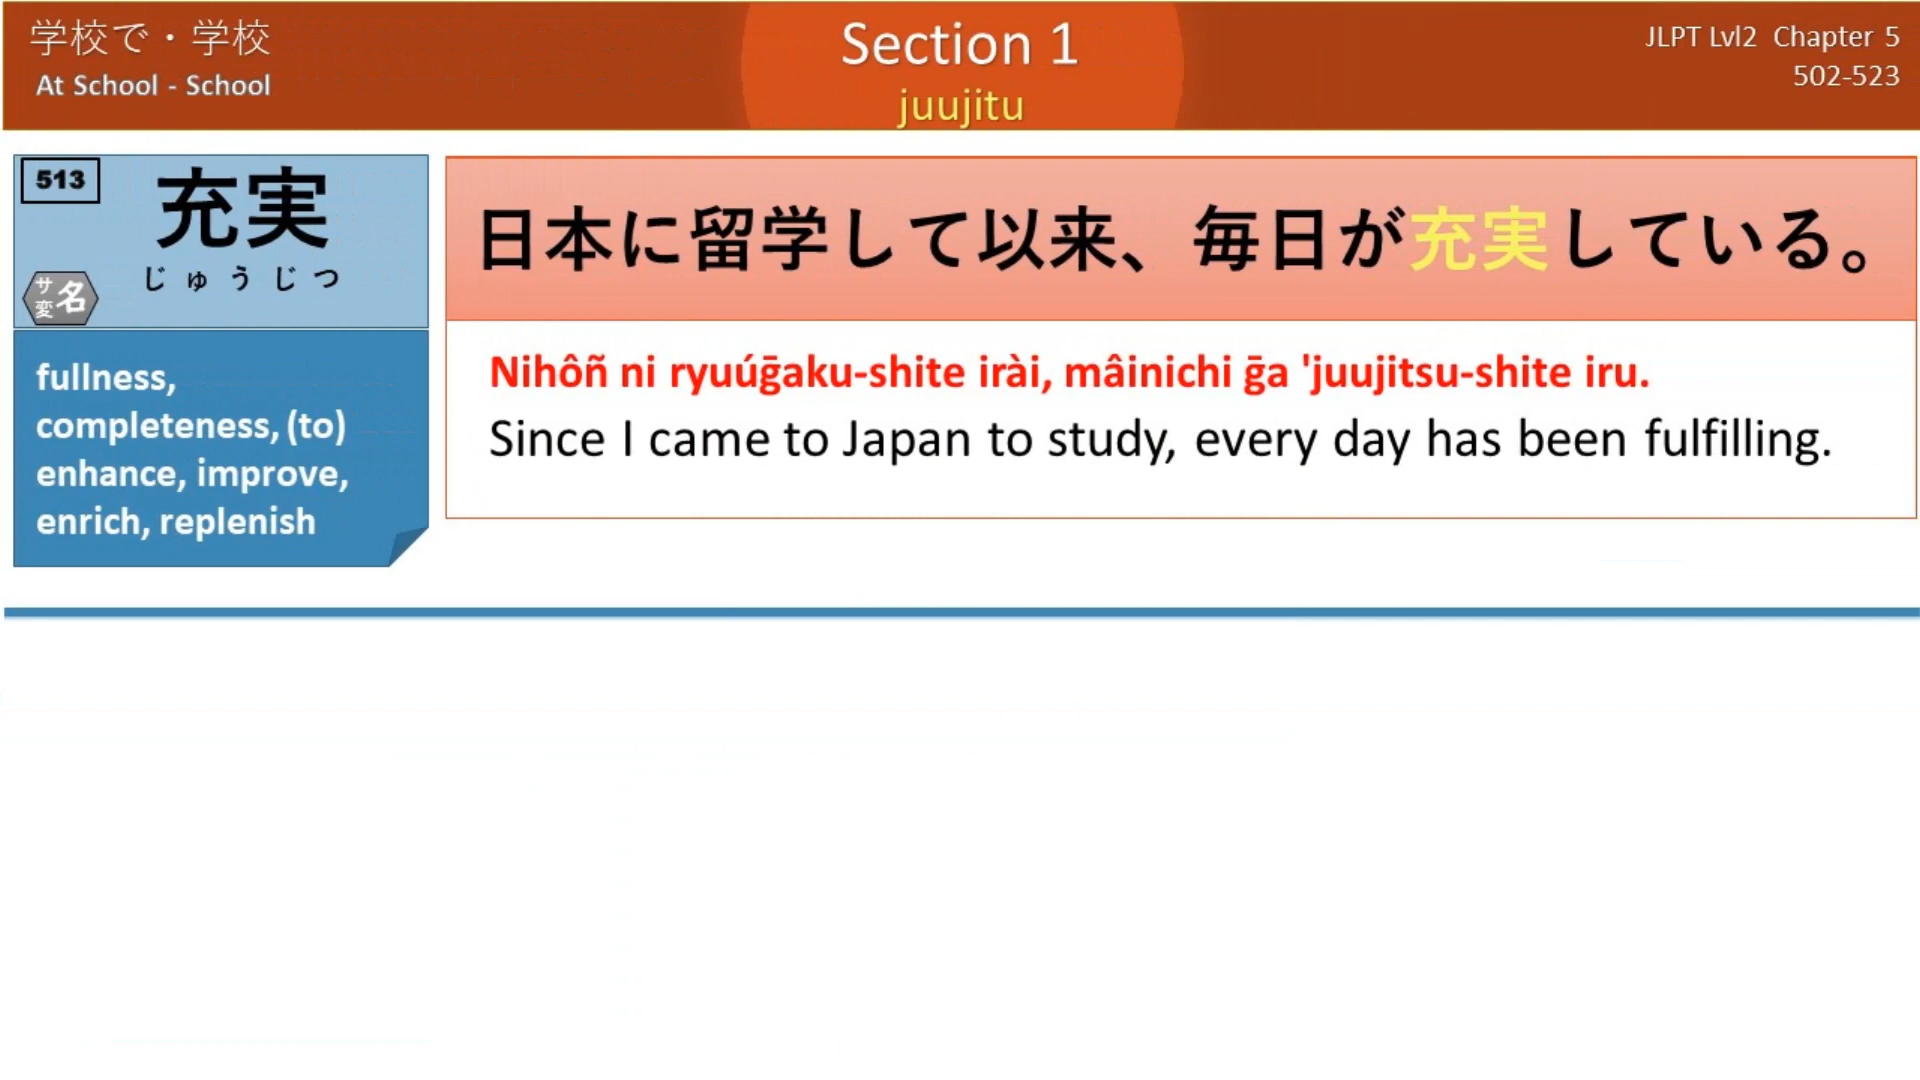 学校で・学校
At School - School
Section 1
juujitu
JLPT Lvl2 Chapter 5
502-523
513
充実
じゅうじつ
サ変 名
fullness,
completeness, (to)
enhance, improve,
enrich, replenish
日本に留学して以来、毎日が充実している。
Nihôñ ni ryuúḡaku-shite irài, mâinichi ḡa 'juujitsu-shite iru.
Since I came to Japan to study, every day has been fulfilling.